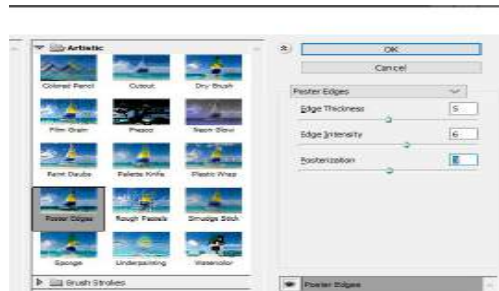 Artistic
Colored Pencil Cutout Dry Brush
Film Grain Fresco Neon Glow
Paint Daubs Palette Knife Plastic Wrap
Poster Edges Rough Pastels Smudge Stick
Sponge Underpainting Watercolor
Brush Strokes
OK
Cancel
Poster Edges
Edge Thickness 5
Edge Intensity 6
Posterization
Poster Edges